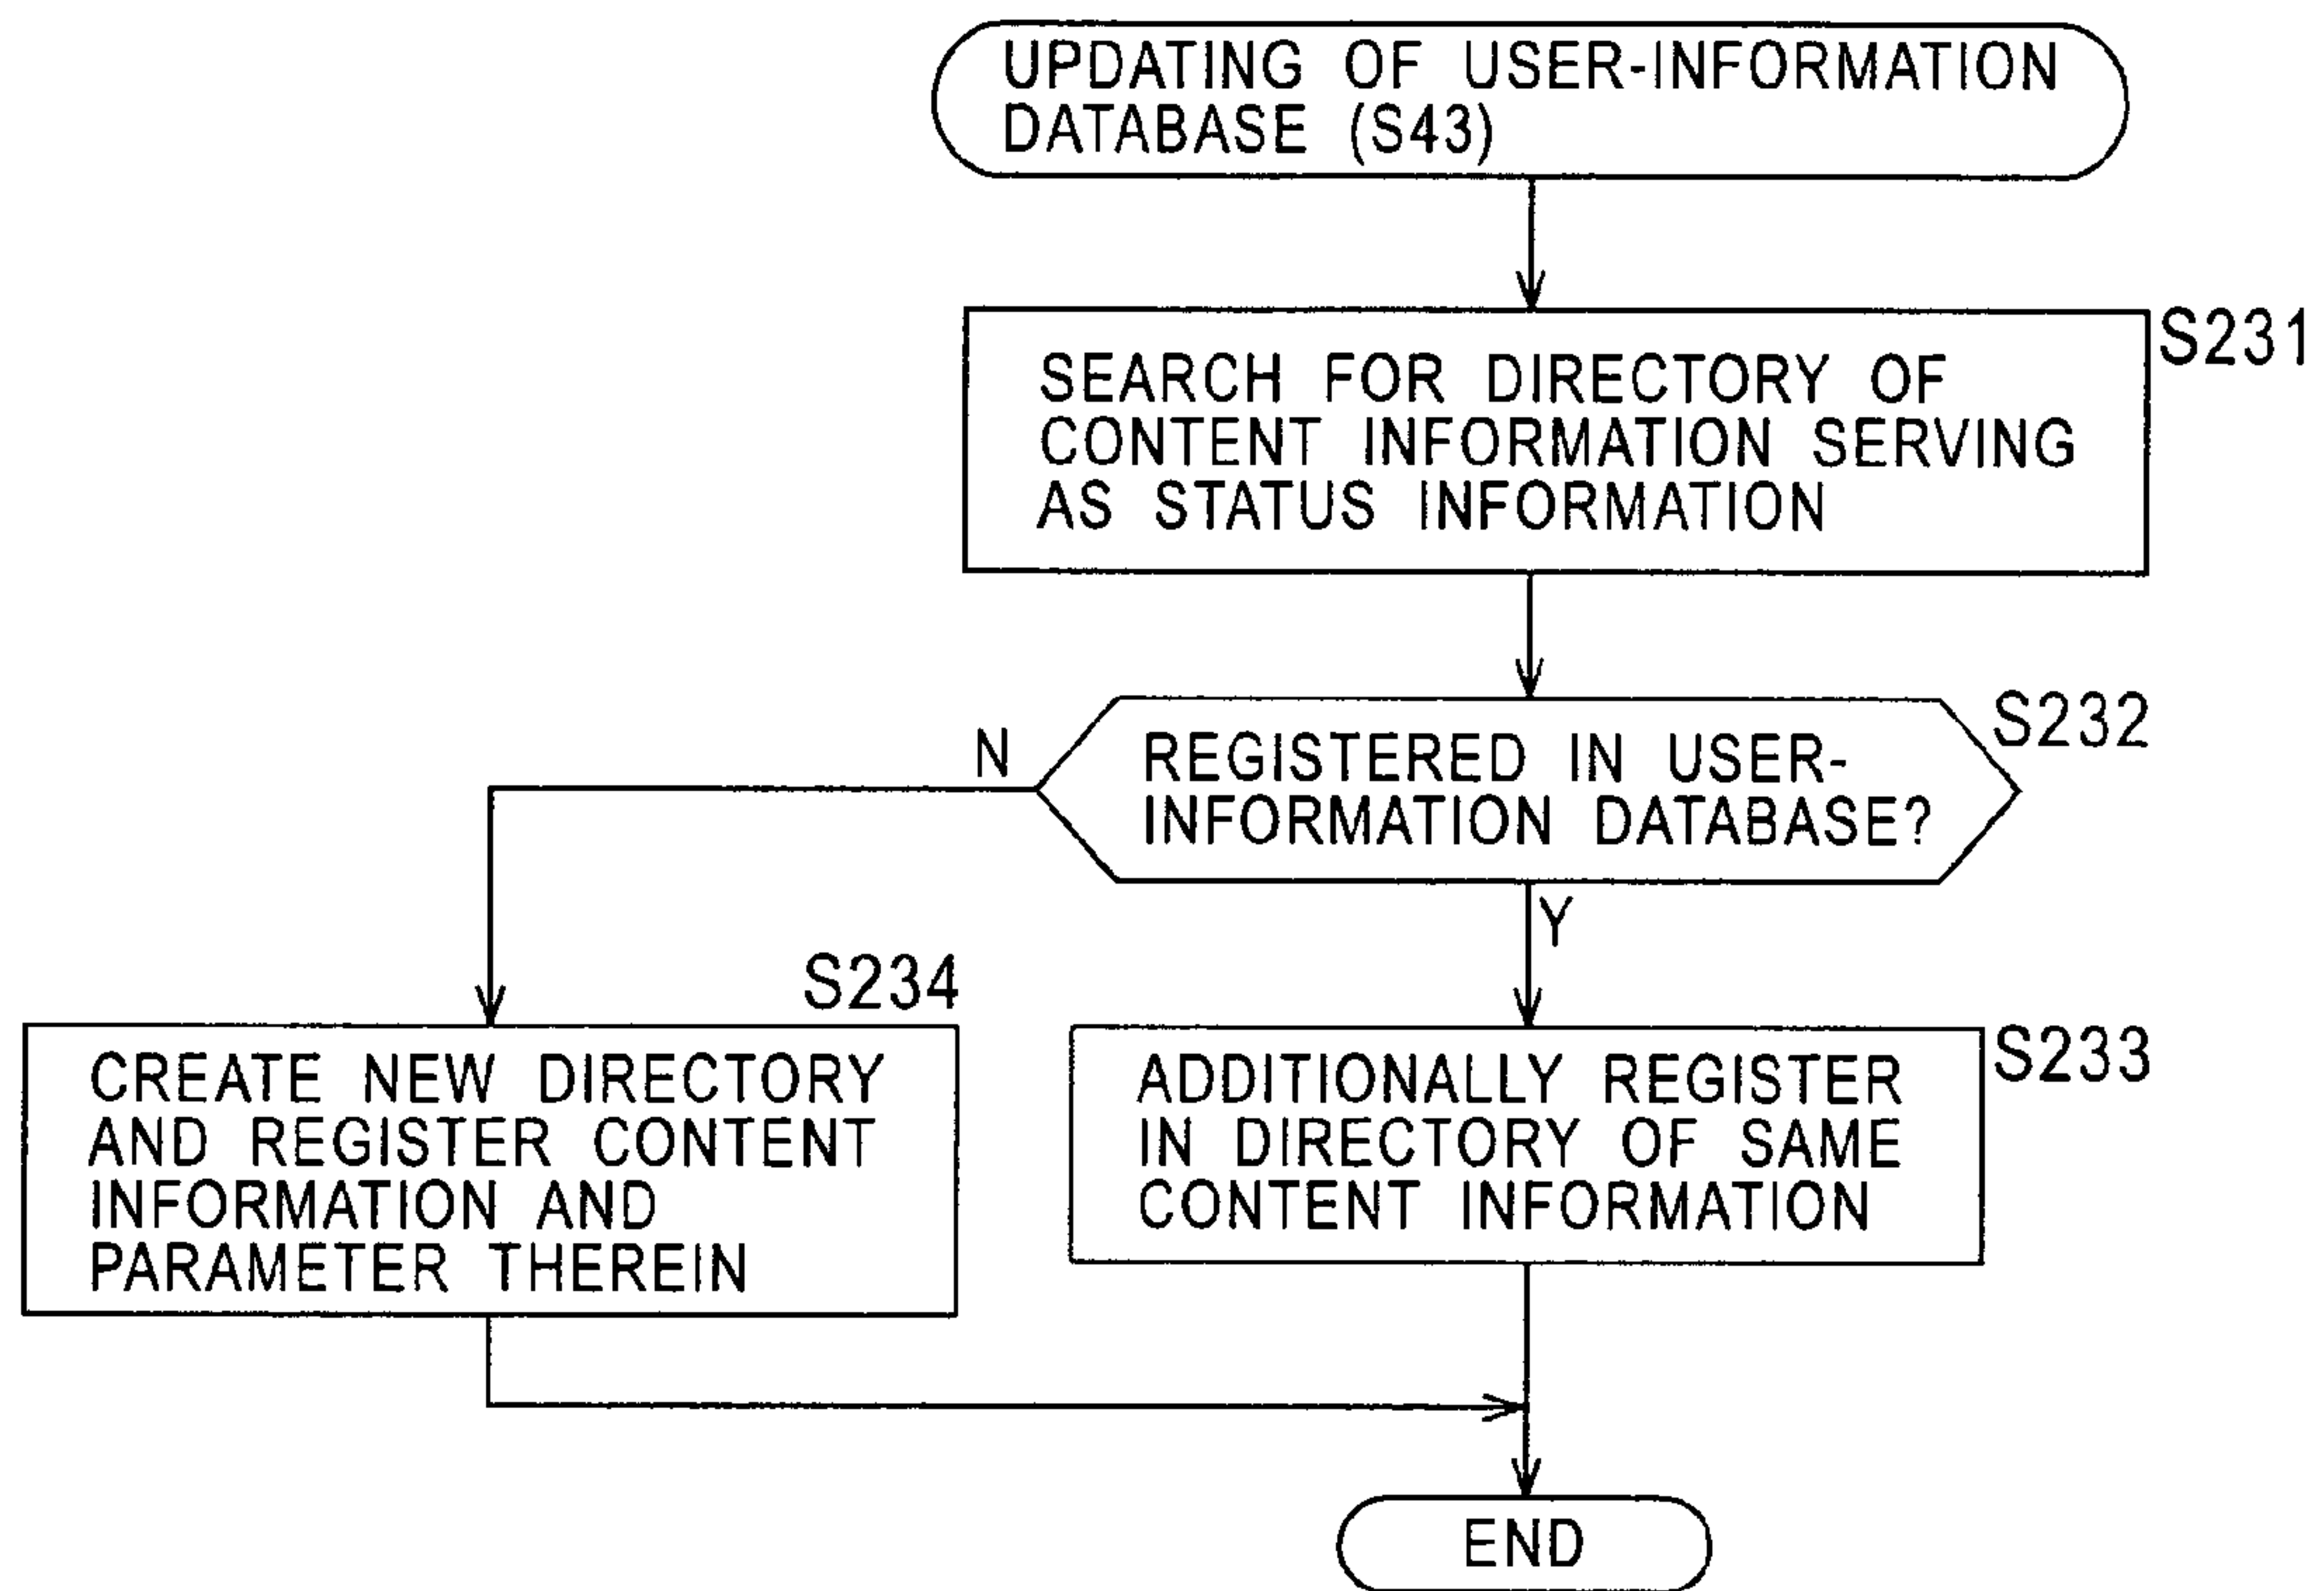 UPDATING OF USER-INFORMATION
DATABASE (S43)
S231
SEARCH FOR DIRECTORY OF
CONTENT INFORMATION SERVING
AS STATUS INFORMATION
S232
N
REGISTERED IN USER-
INFORMATION DATABASE?
Y
S234
CREATE NEW DIRECTORY
AND REGISTER CONTENT
INFORMATION AND
PARAMETER THEREIN
S233
ADDITIONALLY REGISTER
IN DIRECTORY OF SAME
CONTENT INFORMATION
END